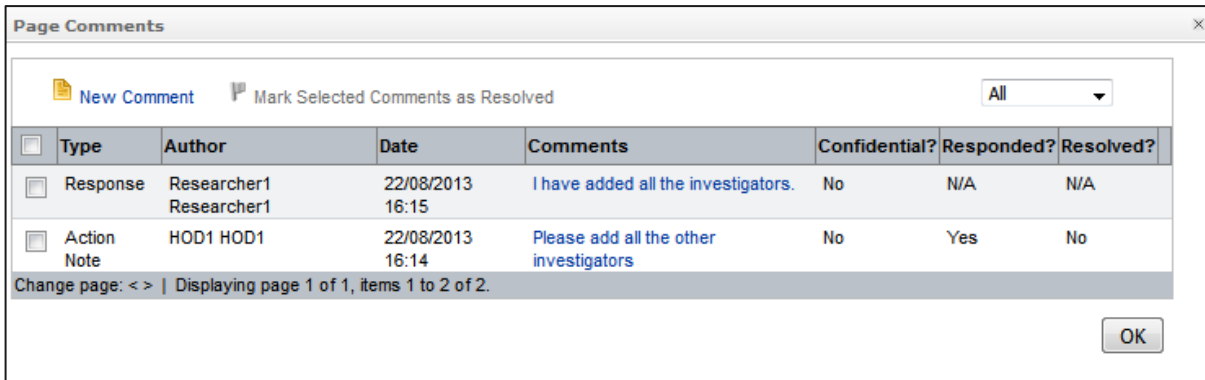 Page Comments ×
New Comment Mark Selected Comments as Resolved All
Type Author Date Comments Confidential? Responded? Resolved?
Response Researcher1 22/08/2013 I have added all the investigators. No N/A N/A
Researcher1 16:15
Action HOD1 HOD1 22/08/2013 Please add all the other No Yes No
Note 16:14 investigators
Change page: < > | Displaying page 1 of 1, items 1 to 2 of 2.
OK